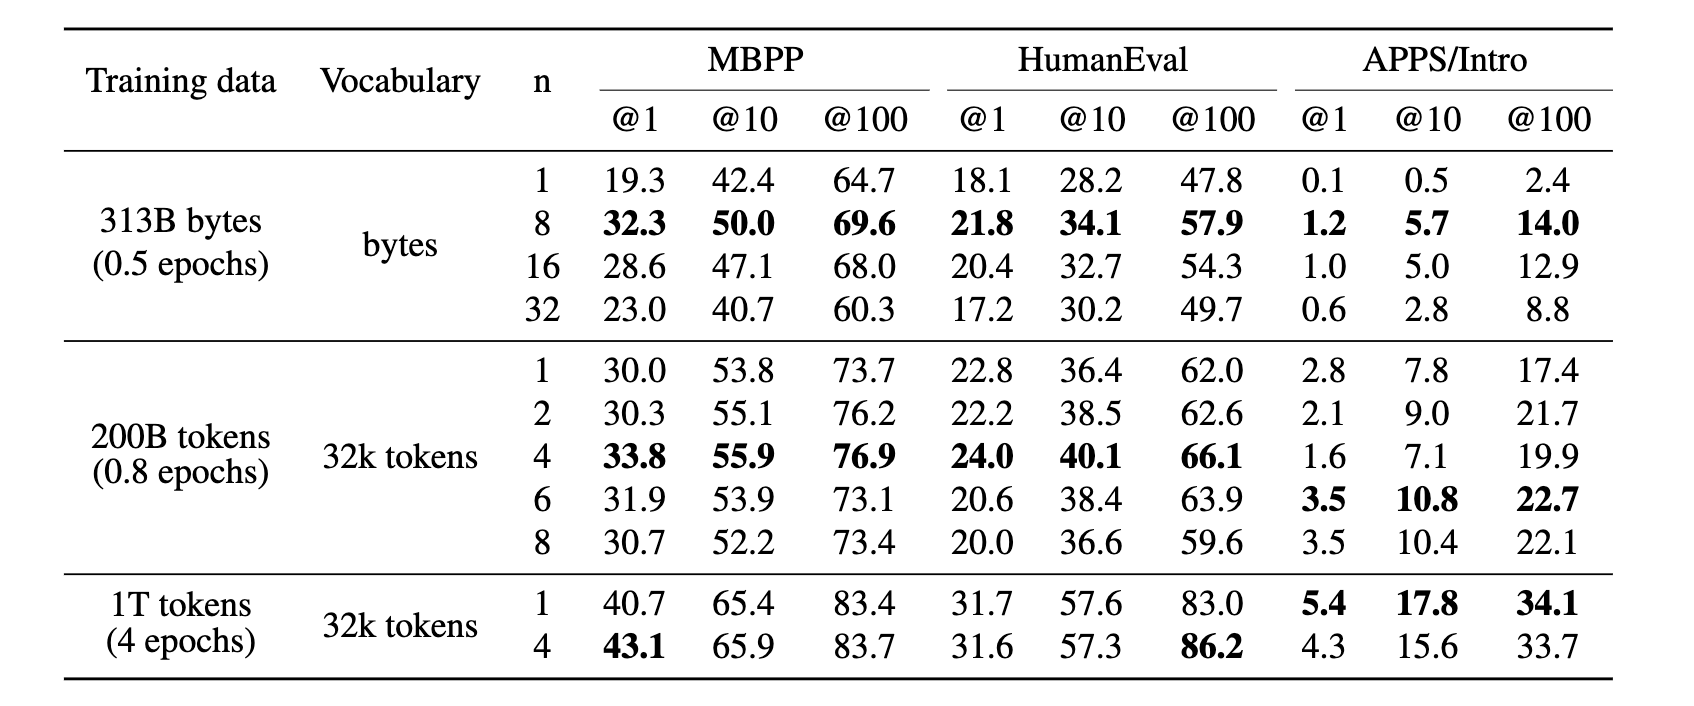 Training data Vocabulary n MBPP HumanEval APPS/Intro
@1 @10 @100 @1 @10 @100 @1 @10 @100
313B bytes (0.5 epochs) bytes
1 19.3 42.4 64.7 18.1 28.2 47.8 0.1 0.5 2.4
8 32.3 50.0 69.6 21.8 34.1 57.9 1.2 5.7 14.0
16 28.6 47.1 68.0 20.4 32.7 54.3 1.0 5.0 12.9
32 23.0 40.7 60.3 17.2 30.2 49.7 0.6 2.8 8.8
200B tokens (0.8 epochs) 32k tokens
1 30.0 53.8 73.7 22.8 36.4 62.0 2.8 7.8 17.4
2 30.3 55.1 76.2 22.2 38.5 62.6 2.1 9.0 21.7
4 33.8 55.9 76.9 24.0 40.1 66.1 1.6 7.1 19.9
6 31.9 53.9 73.1 20.6 38.4 63.9 3.5 10.8 22.7
8 30.7 52.2 73.4 20.0 36.6 59.6 3.5 10.4 22.1
1T tokens (4 epochs) 32k tokens
1 40.7 65.4 83.4 31.7 57.6 83.0 5.4 17.8 34.1
4 43.1 65.9 83.7 31.6 57.3 86.2 4.3 15.6 33.7